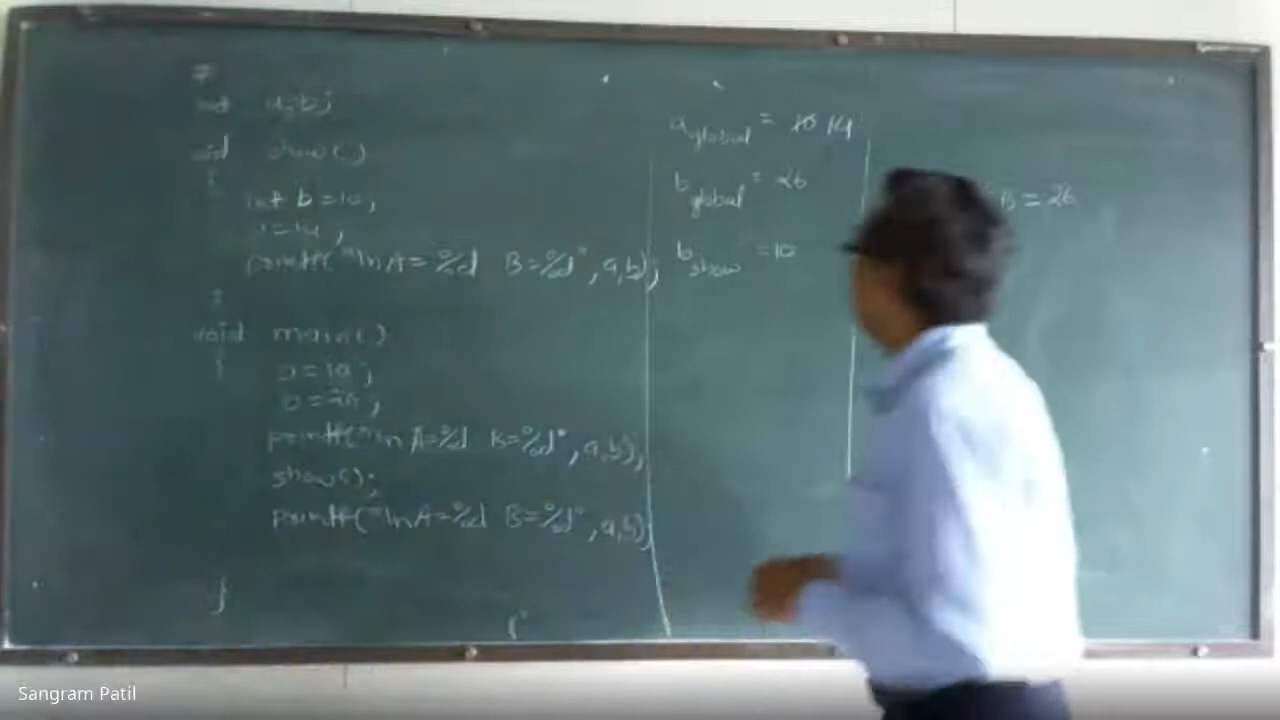 #
int a,b;
void show()
{
int b=10;
a=14;
printf("\nA=%d B=%d", a,b);
}
void main()
{
a=10;
b=26;
printf("\nA=%d B=%d", a,b);
show();
printf("\nA=%d B=%d", a,b);
}
a global = 10 14
b global = 26
b show = 10
B = 26
Sangram Patil